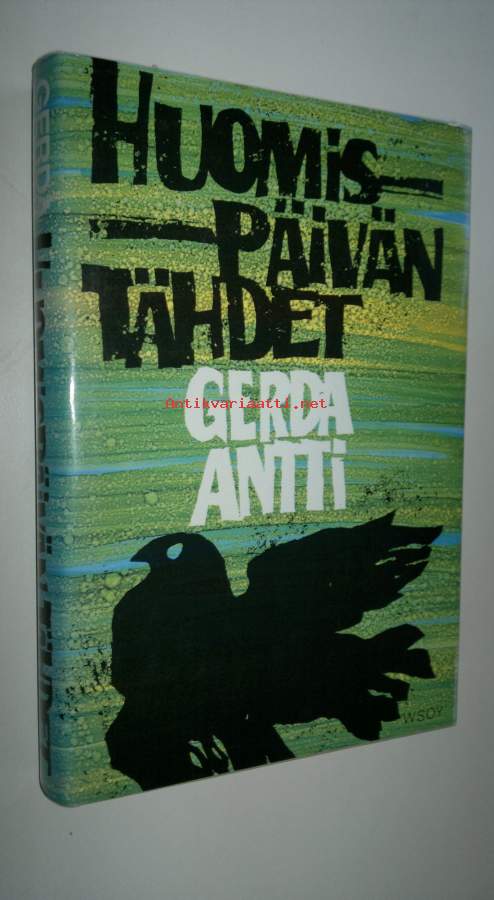 HUOMIS-
-PÄIVÄN
TÄHDET
Antikvariaatti.net
GERDA
ANTTI
WSOY